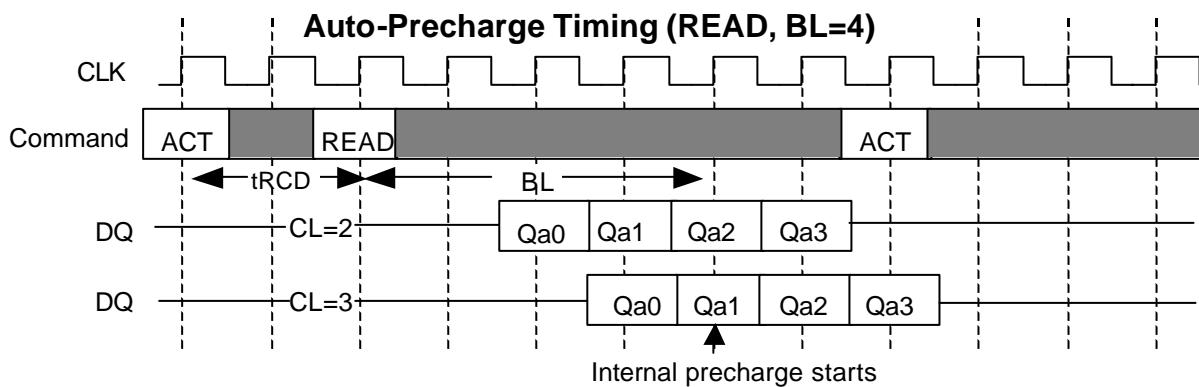 Auto-Precharge Timing (READ, BL=4)
CLK
Command ACT READ ACT
tRCD BL
DQ CL=2 Qa0 Qa1 Qa2 Qa3
DQ CL=3 Qa0 Qa1 Qa2 Qa3
Internal precharge starts